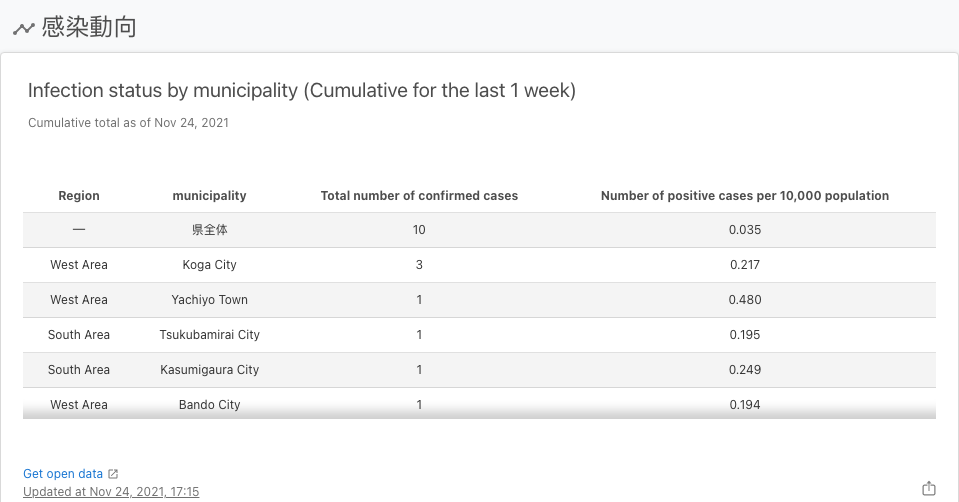 感染動向
Infection status by municipality (Cumulative for the last 1 week)
Cumulative total as of Nov 24, 2021
Region municipality Total number of confirmed cases Number of positive cases per 10,000 population
— 県全体 10 0.035
West Area Koga City 3 0.217
West Area Yachiyo Town 1 0.480
South Area Tsukubamirai City 1 0.195
South Area Kasumigaura City 1 0.249
West Area Bando City 1 0.194
Get open data
Updated at Nov 24, 2021, 17:15